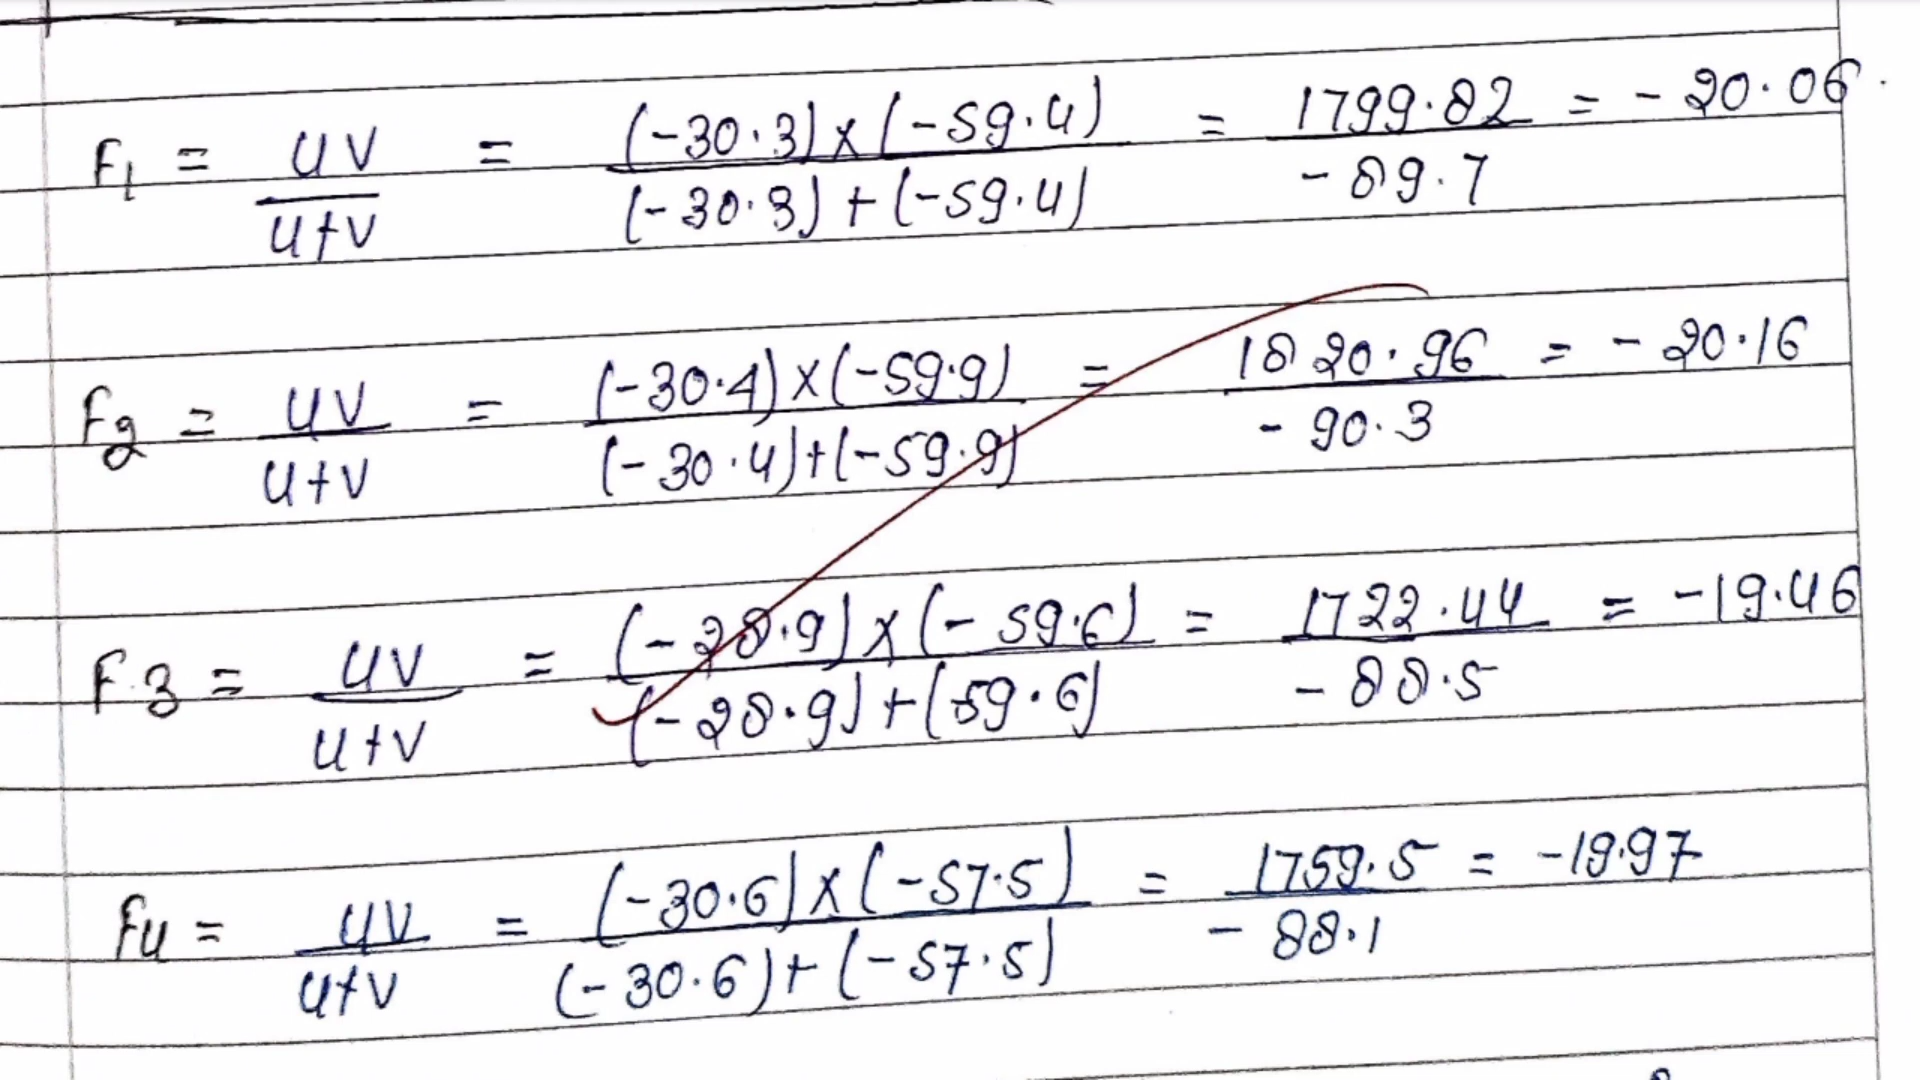 F1 = uv/u+v = (-30.3)x(-59.4)/(-30.3)+(-59.4) = 1799.82/-89.7 = -20.06.
F2 = uv/u+v = (-30.4)x(-59.9)/(-30.4)+(-59.9) = 1820.96/-90.3 = -20.16
F.3 = uv/u+v = (-28.9)x(-59.6)/(-28.9)+(59.6) = 1722.44/-88.5 = -19.46
F4 = uv/u+v = (-30.6)x(-57.5)/(-30.6)+(-57.5) = 1759.5/-88.1 = -19.97